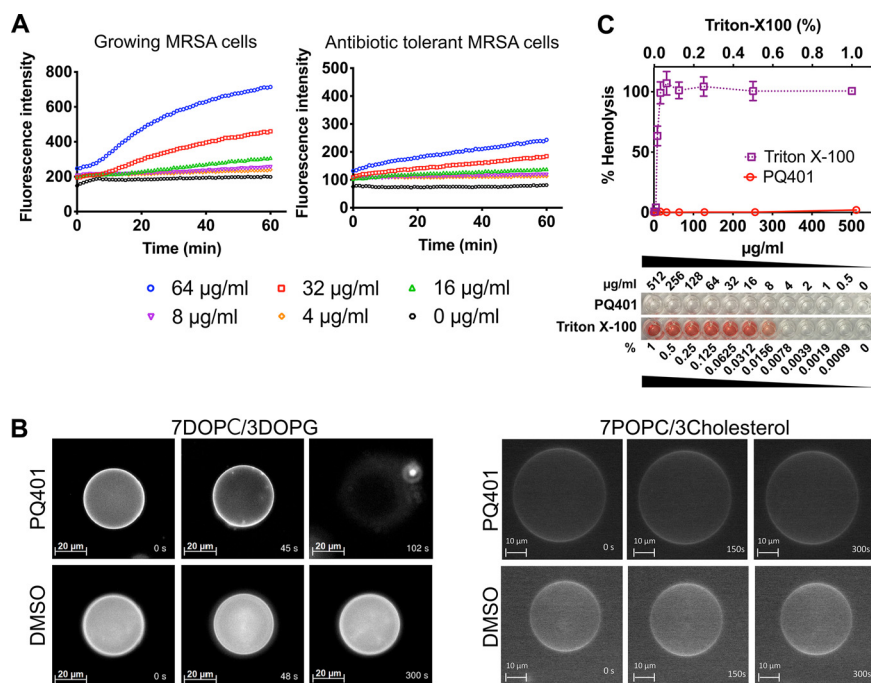 A
Growing MRSA cells
Antibiotic tolerant MRSA cells
Fluorescence intensity
800
600
400
200
0
0 20 40 60
Time (min)
Fluorescence intensity
500
400
300
200
100
0
0 20 40 60
Time (min)
64 µg/ml
32 µg/ml
16 µg/ml
8 µg/ml
4 µg/ml
0 µg/ml
C
Triton-X100 (%)
0.0 0.2 0.4 0.6 0.8 1.0
% Hemolysis
100
50
0
Triton X-100
PQ401
0 100 200 300 400 500
µg/ml
µg/ml 512 256 128 64 32 16 8 4 2 1 0.5 0
PQ401
Triton X-100
% 1 0.5 0.25 0.125 0.0625 0.0312 0.0156 0.0078 0.0039 0.0019 0.0009 0
B
7DOPC/3DOPG
PQ401
20 µm 0 s
20 µm 45 s
20 µm 102 s
DMSO
20 µm 0 s
20 µm 48 s
20 µm 300 s
7POPC/3Cholesterol
PQ401
10 µm 0 s
10 µm 150s
10 µm 300s
DMSO
10 µm 0 s
10 µm 150s
10 µm 300s